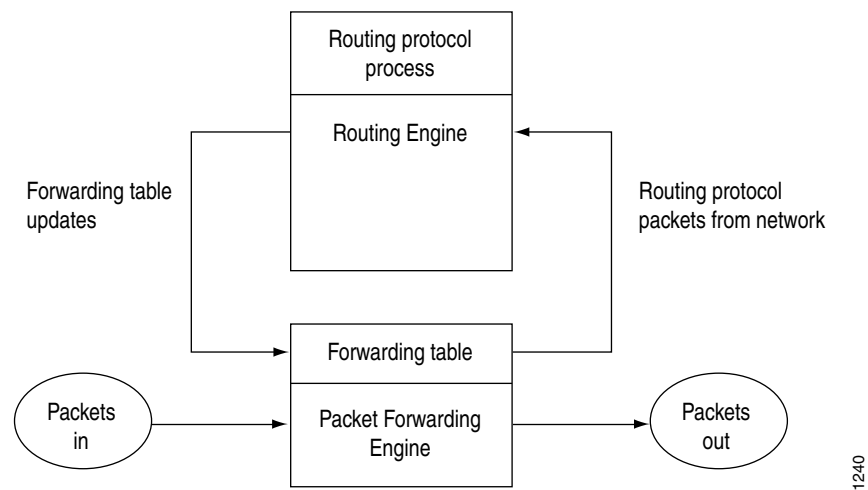 Routing protocol
process
Routing Engine
Forwarding table
updates
Routing protocol
packets from network
Forwarding table
Packets
in
Packet Forwarding
Engine
Packets
out
1240